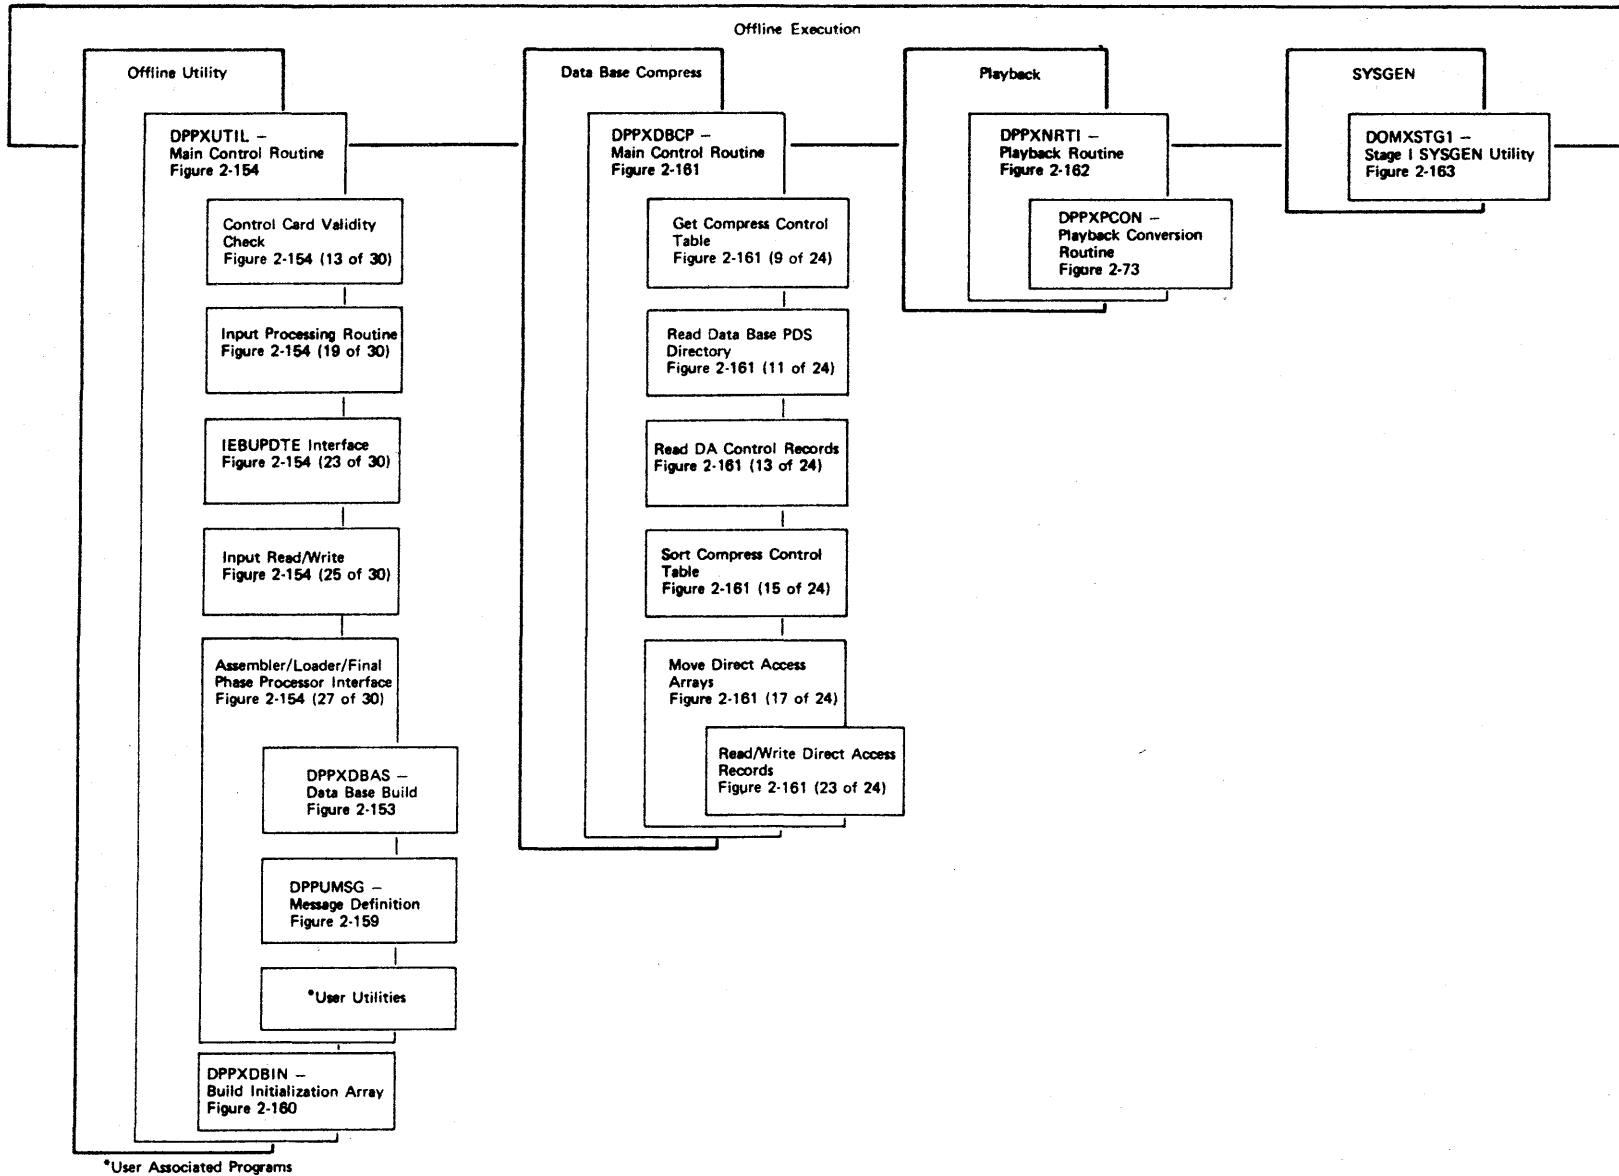 Offline Execution
Offline Utility
DPPXUTIL –
Main Control Routine
Figure 2-154
Control Card Validity
Check
Figure 2-154 (13 of 30)
Input Processing Routine
Figure 2-154 (19 of 30)
IEBUPDTE Interface
Figure 2-154 (23 of 30)
Input Read/Write
Figure 2-154 (25 of 30)
Assembler/Loader/Final
Phase Processor Interface
Figure 2-154 (27 of 30)
DPPXDBAS –
Data Base Build
Figure 2-153
DPPUMSG –
Message Definition
Figure 2-159
*User Utilities
DPPXDBIN –
Build Initialization Array
Figure 2-160
*User Associated Programs
Data Base Compress
DPPXDBCP –
Main Control Routine
Figure 2-161
Get Compress Control
Table
Figure 2-161 (9 of 24)
Read Data Base PDS
Directory
Figure 2-161 (11 of 24)
Read DA Control Records
Figure 2-161 (13 of 24)
Sort Compress Control
Table
Figure 2-161 (15 of 24)
Move Direct Access
Arrays
Figure 2-161 (17 of 24)
Read/Write Direct Access
Records
Figure 2-161 (23 of 24)
Playback
DPPXNRTI –
Playback Routine
Figure 2-162
DPPXPCON –
Playback Conversion
Routine
Figure 2-73
SYSGEN
DOMXSTG1 –
Stage I SYSGEN Utility
Figure 2-163